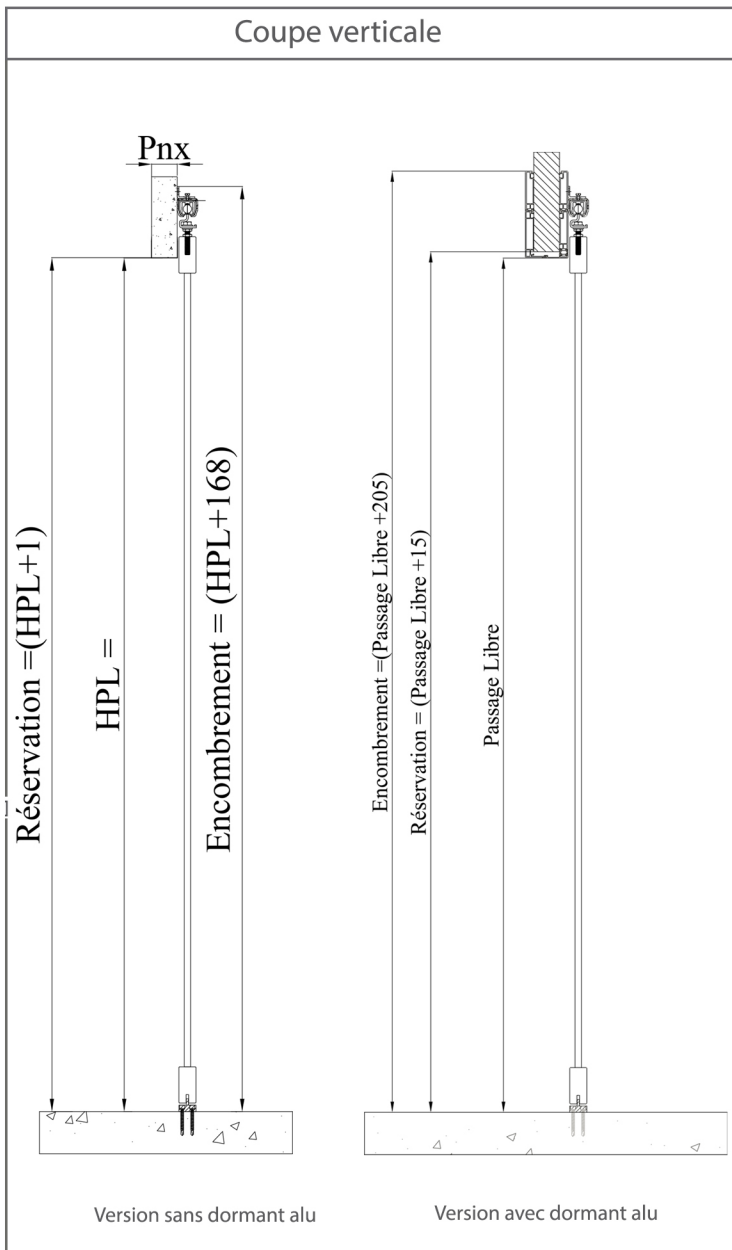 Coupe verticale
Pnx
Réservation =(HPL+1)
HPL =
Encombrement = (HPL+168)
Encombrement =(Passage Libre +205)
Réservation = (Passage Libre +15)
Passage Libre
Version sans dormant alu
Version avec dormant alu